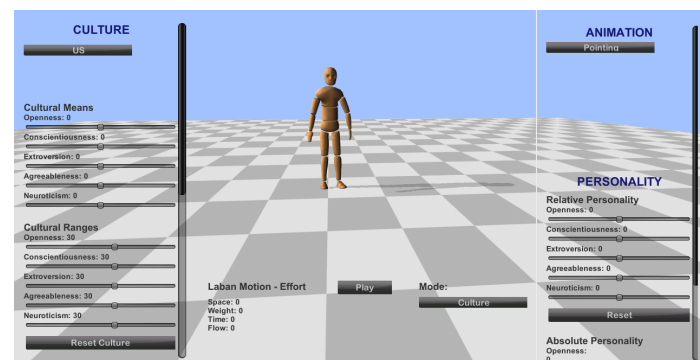 CULTURE
US
Cultural Means
Openness: 0
Conscientiousness: 0
Extroversion: 0
Agreeableness: 0
Neuroticism: 0
Cultural Ranges
Openness: 30
Conscientiousness: 30
Extroversion: 30
Agreeableness: 30
Neuroticism: 30
Reset Culture
Laban Motion - Effort
Space: 0
Weight: 0
Time: 0
Flow: 0
Play
Mode:
Culture
ANIMATION
Pointing
PERSONALITY
Relative Personality
Openness: 0
Conscientiousness: 0
Extroversion: 0
Agreeableness: 0
Neuroticism: 0
Reset
Absolute Personality
Openness:
0